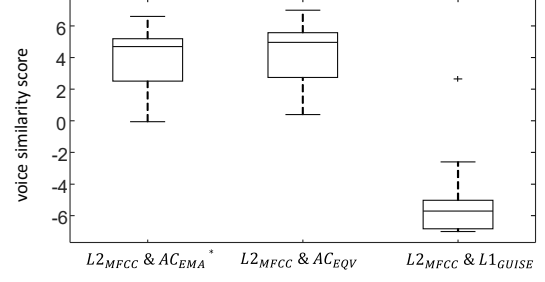 voice similarity score
6
4
2
0
-2
-4
-6
L2MFCC & ACEMA*
L2MFCC & ACEQV
L2MFCC & L1GUISE